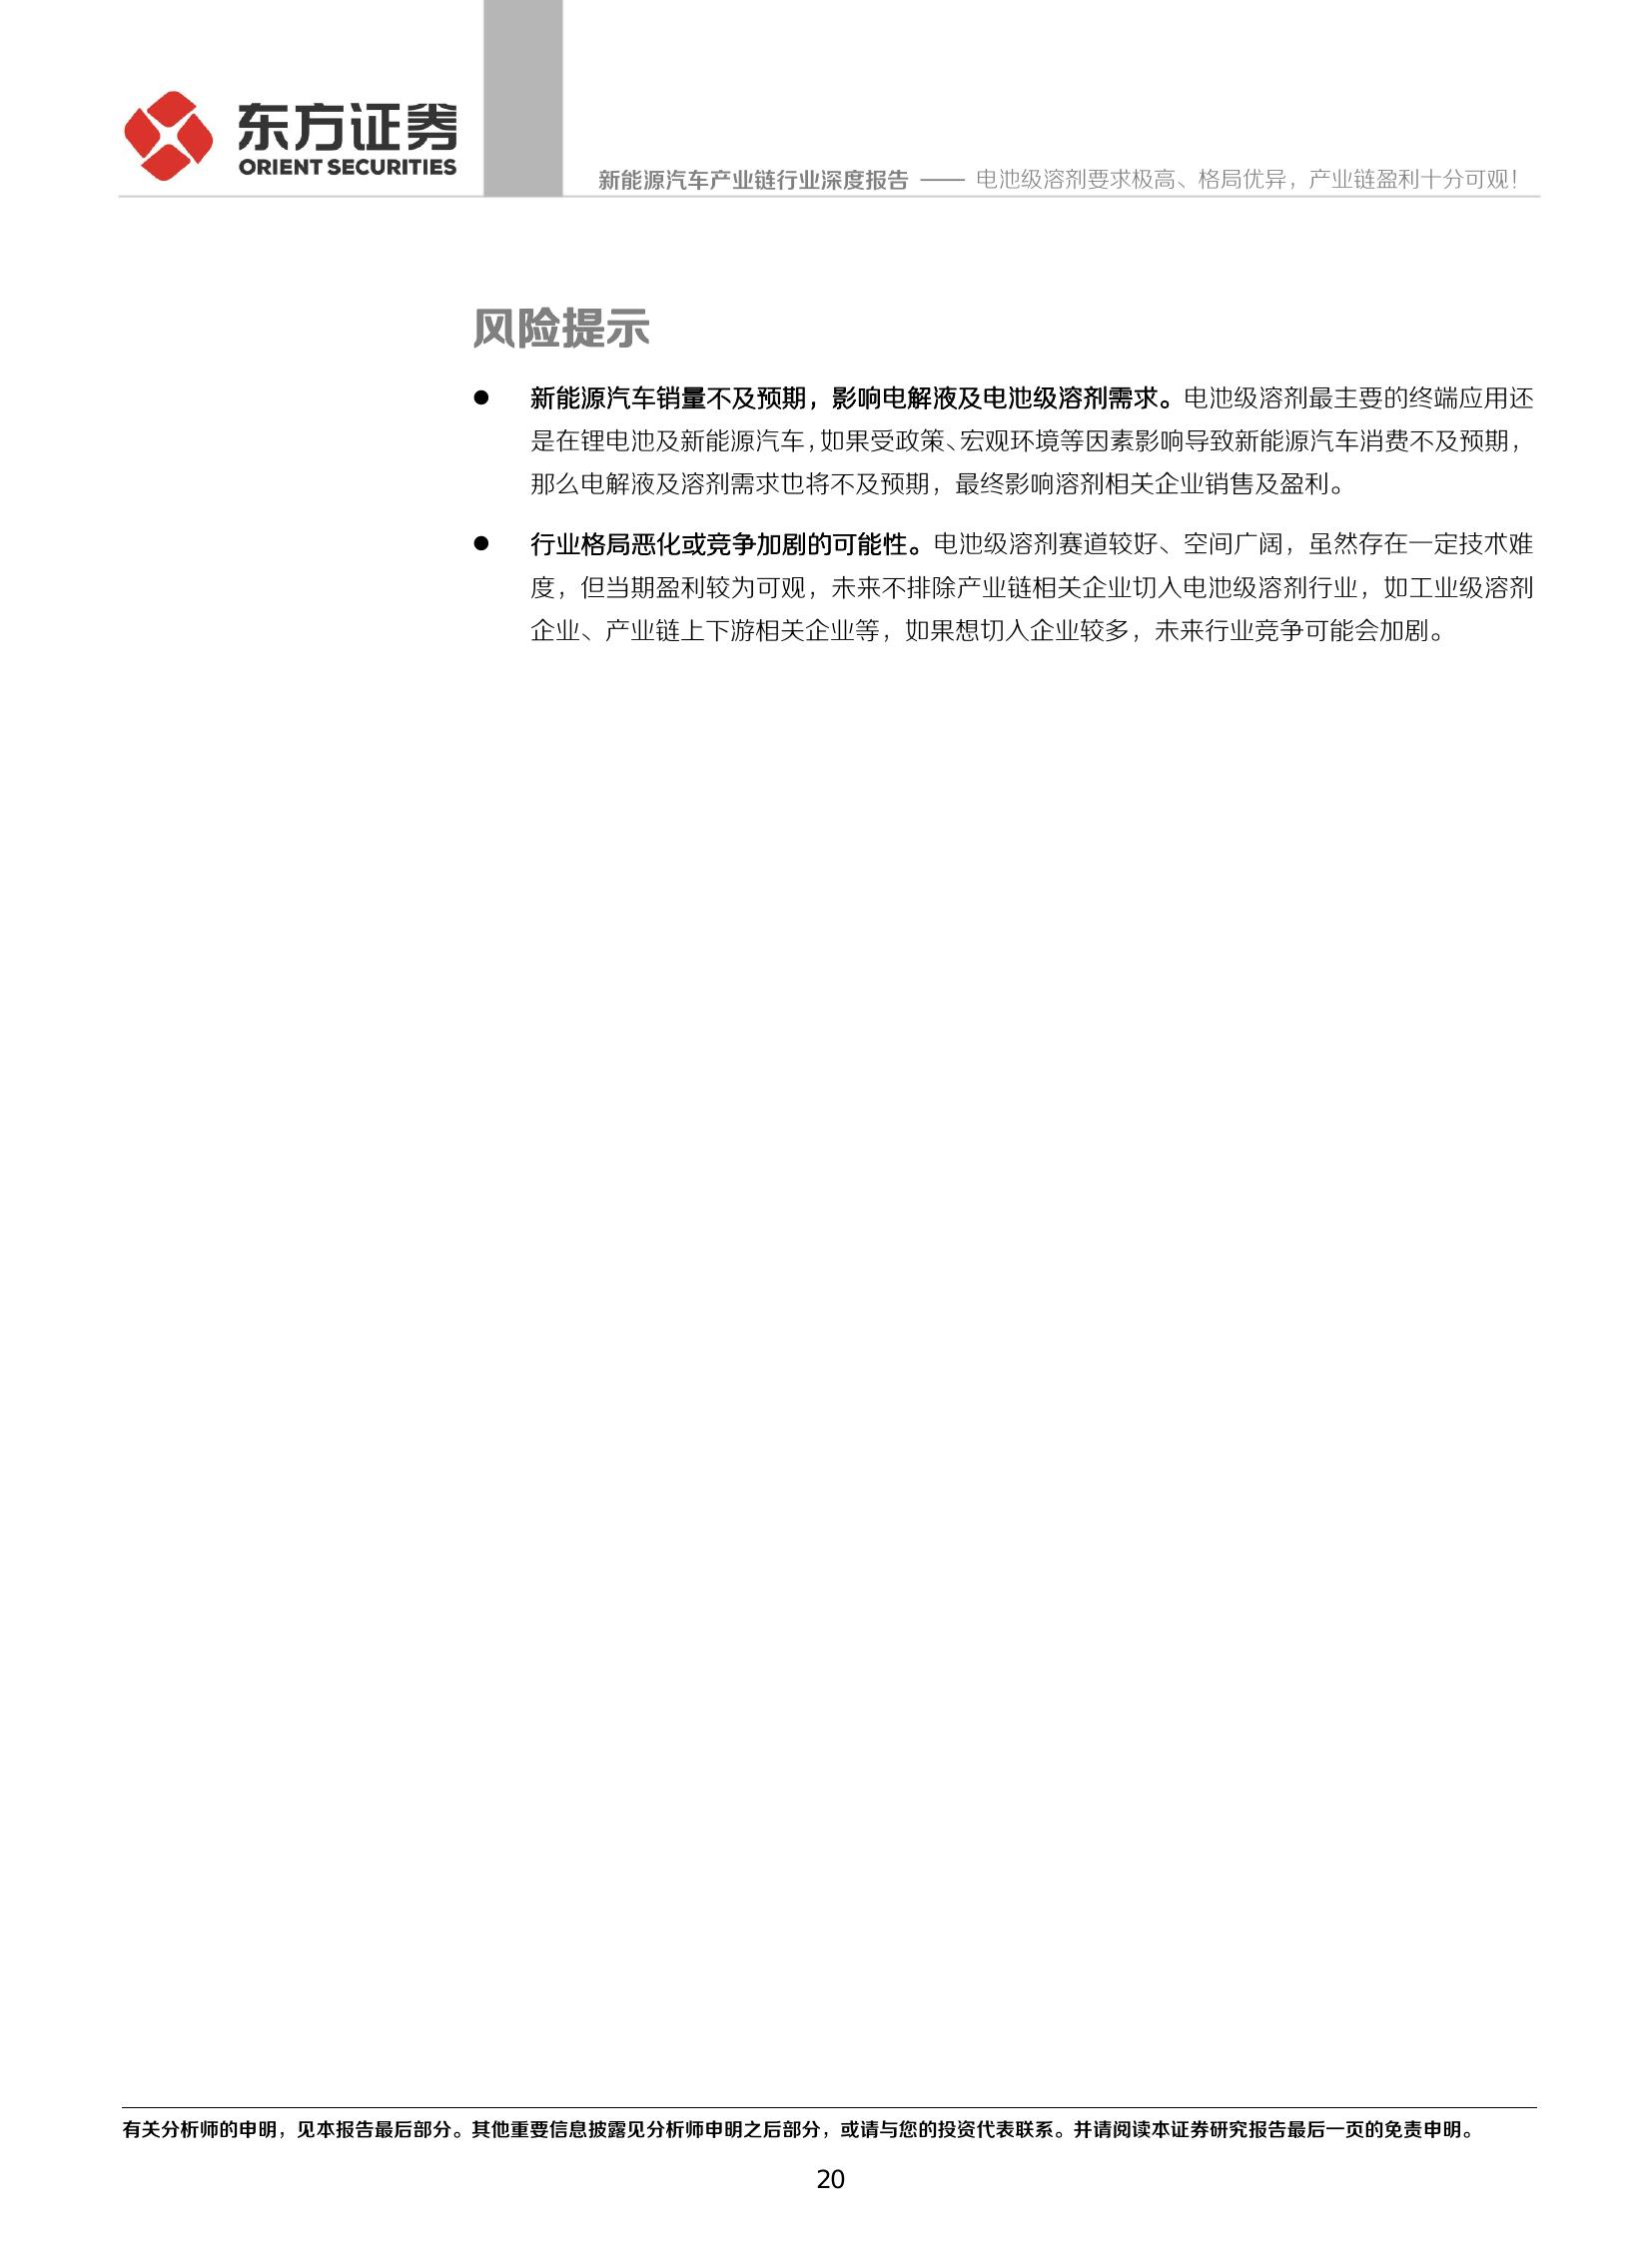 东方证券
ORIENT SECURITIES
新能源汽车产业链行业深度报告 —— 电池级溶剂要求极高、格局优异，产业链盈利十分可观！
风险提示
● 新能源汽车销量不及预期，影响电解液及电池级溶剂需求。电池级溶剂最主要的终端应用还
是在锂电池及新能源汽车，如果受政策、宏观环境等因素影响导致新能源汽车消费不及预期，
那么电解液及溶剂需求也将不及预期，最终影响溶剂相关企业销售及盈利。
● 行业格局恶化或竞争加剧的可能性。电池级溶剂赛道较好、空间广阔，虽然存在一定技术难
度，但当期盈利较为可观，未来不排除产业链相关企业切入电池级溶剂行业，如工业级溶剂
企业、产业链上下游相关企业等，如果想切入企业较多，未来行业竞争可能会加剧。
有关分析师的申明，见本报告最后部分。其他重要信息披露见分析师申明之后部分，或请与您的投资代表联系。并请阅读本证券研究报告最后一页的免责申明。
20